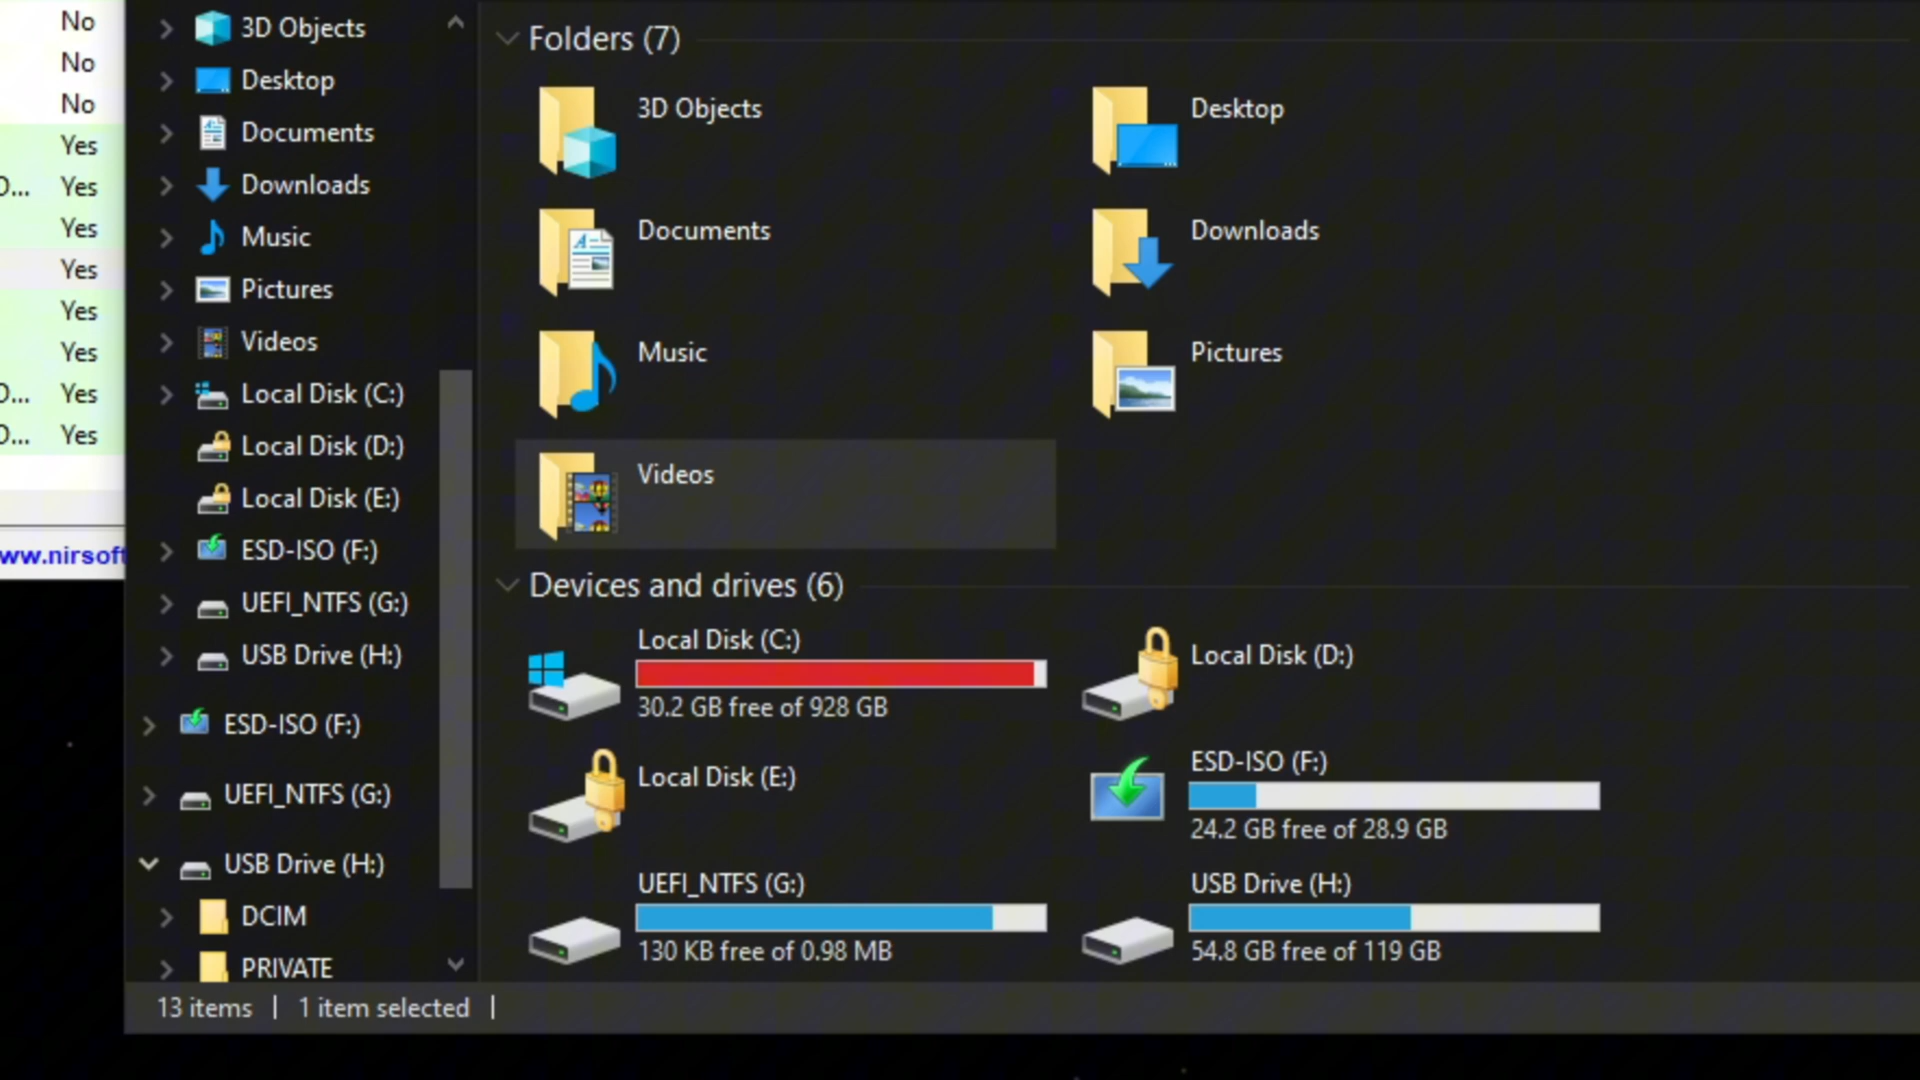 No
No
No
Yes
O... Yes
Yes
Yes
Yes
Yes
O... Yes
O... Yes
www.nirsoft
3D Objects
Desktop
Documents
Downloads
Music
Pictures
Videos
Local Disk (C:)
Local Disk (D:)
Local Disk (E:)
ESD-ISO (F:)
UEFI_NTFS (G:)
USB Drive (H:)
ESD-ISO (F:)
UEFI_NTFS (G:)
USB Drive (H:)
DCIM
PRIVATE
Folders (7)
3D Objects
Desktop
Documents
Downloads
Music
Pictures
Videos
Devices and drives (6)
Local Disk (C:)
30.2 GB free of 928 GB
Local Disk (D:)
Local Disk (E:)
ESD-ISO (F:)
24.2 GB free of 28.9 GB
UEFI_NTFS (G:)
130 KB free of 0.98 MB
USB Drive (H:)
54.8 GB free of 119 GB
13 items
1 item selected